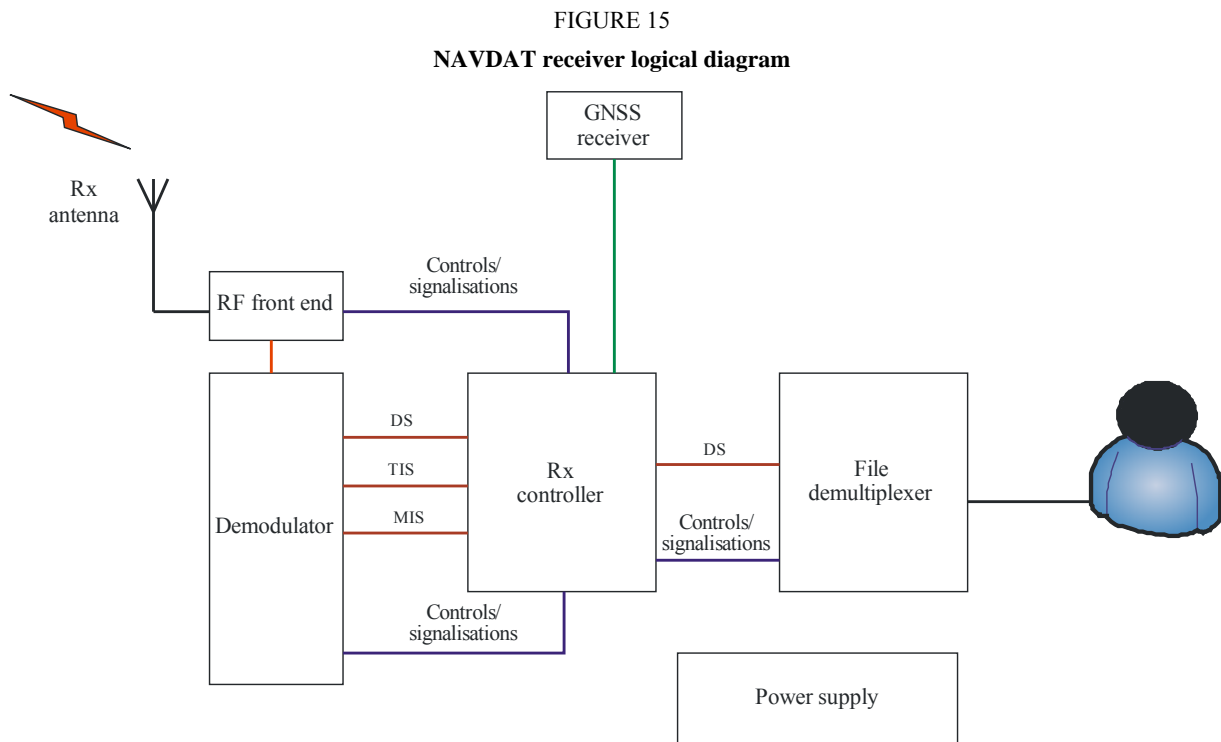 FIGURE 15
NAVDAT receiver logical diagram
GNSS
receiver
Rx
antenna
Controls/
signalisations
RF front end
DS
TIS
MIS
Demodulator
Rx
controller
DS
File
demultiplexer
Controls/
signalisations
Controls/
signalisations
Power supply